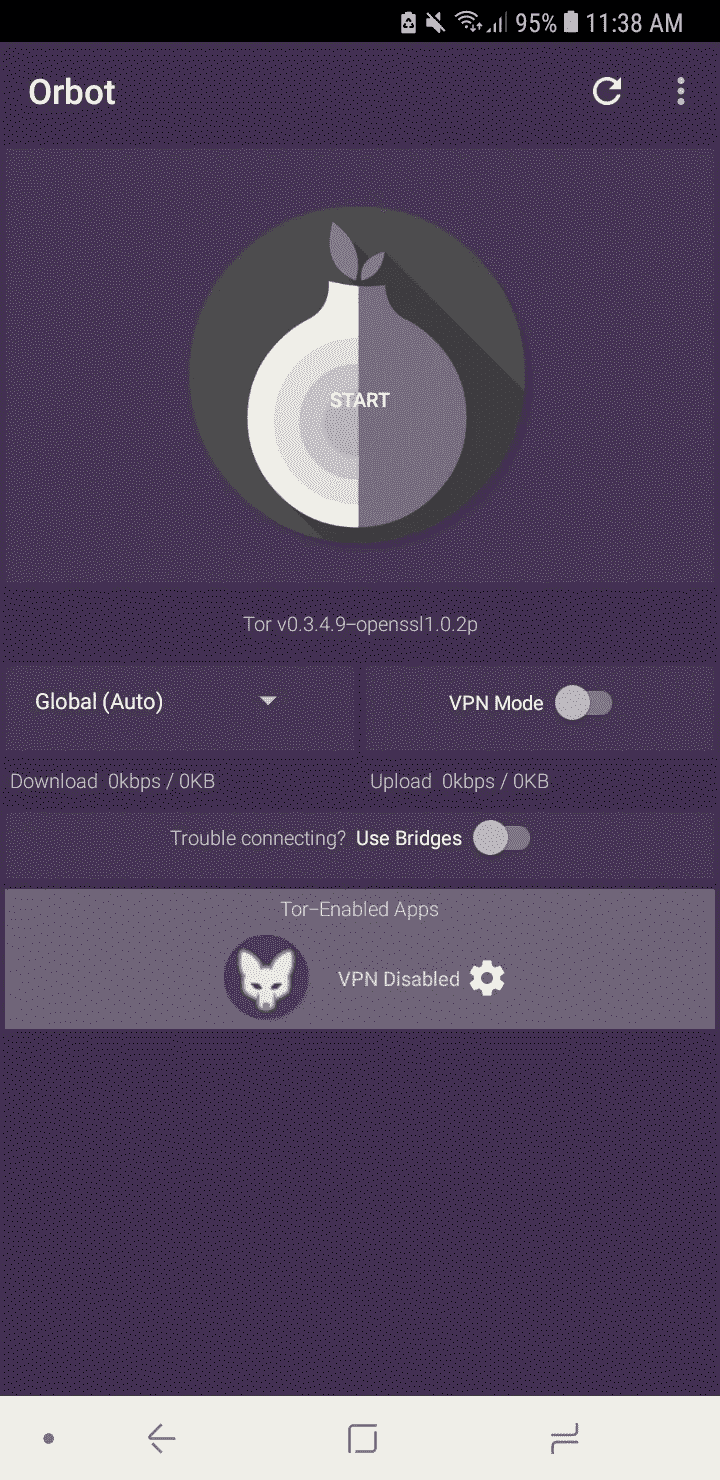 95% 11:38 AM
Orbot
START
Tor v0.3.4.9-openssl1.0.2p
Global (Auto)
VPN Mode
Download 0kbps / 0KB
Upload 0kbps / 0KB
Trouble connecting? Use Bridges
Tor-Enabled Apps
VPN Disabled